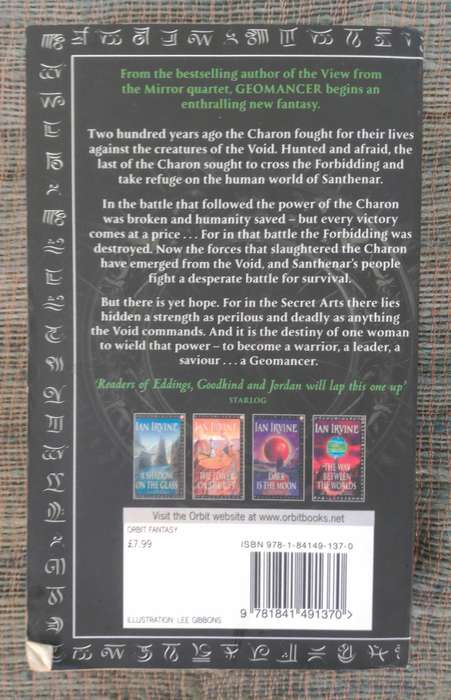 From the bestselling author of the View from
the Mirror quartet, GEOMANCER begins an
enthralling new fantasy.
Two hundred years ago the Charon fought for their lives
against the creatures of the Void. Hunted and afraid, the
last of the Charon sought to cross the Forbidding and
take refuge on the human world of Santhenar.
In the battle that followed the power of the Charon
was broken and humanity saved – but every victory
comes at a price . . . For in that battle the Forbidding was
destroyed. Now the forces that slaughtered the Charon
have emerged from the Void, and Santhenar's people
fight a desperate battle for survival.
But there is yet hope. For in the Secret Arts there lies
hidden a strength as perilous and deadly as anything
the Void commands. And it is the destiny of one woman
to wield that power – to become a warrior, a leader, a
saviour . . . a Geomancer.
'Readers of Eddings, Goodkind and Jordan will lap this one up'
STARLOG
IAN IRVINE
A SHADOW
ON THE GLASS
IAN IRVINE
THE TOWER
IAN IRVINE
DARK
IS THE MOON
IAN IRVINE
THE WAY
BETWEEN
THE WORLDS
Visit the Orbit website at www.orbitbooks.net
ORBIT FANTASY
£7.99
ISBN 978-1-84149-137-0
9 781841 491370 >
ILLUSTRATION: LEE GIBBONS